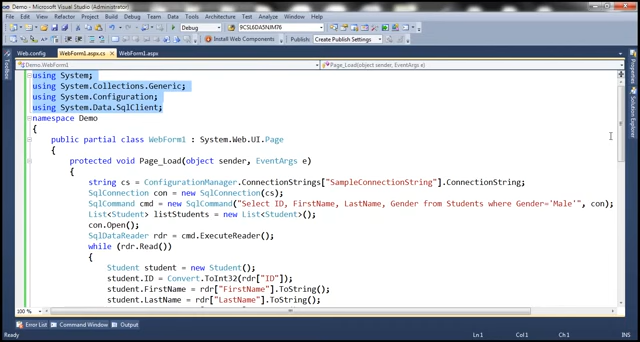 Demo - Microsoft Visual Studio (Administrator)
File Edit View Refactor Project Build Debug Team Data Tools Architecture Test Analyze Window Help
Debug 9CSL6DA5NJM76
Install Web Components Publish: Create Publish Settings
Web.config WebForm1.aspx.cs × WebForm1.aspx
Demo.WebForm1 Page_Load(object sender, EventArgs e)
using System;
using System.Collections.Generic;
using System.Configuration;
using System.Data.SqlClient;
namespace Demo
{
public partial class WebForm1 : System.Web.UI.Page
{
protected void Page_Load(object sender, EventArgs e)
{
string cs = ConfigurationManager.ConnectionStrings["SampleConnectionString"].ConnectionString;
SqlConnection con = new SqlConnection(cs);
SqlCommand cmd = new SqlCommand("Select ID, FirstName, LastName, Gender from Students where Gender='Male'", con);
List<Student> listStudents = new List<Student>();
con.Open();
SqlDataReader rdr = cmd.ExecuteReader();
while (rdr.Read())
{
Student student = new Student();
student.ID = Convert.ToInt32(rdr["ID"]);
student.FirstName = rdr["FirstName"].ToString();
student.LastName = rdr["LastName"].ToString();
100 %
Error List Command Window Output
Ready Ln 1 Col 1 Ch 1 INS
Toolbox
Properties
Solution Explorer